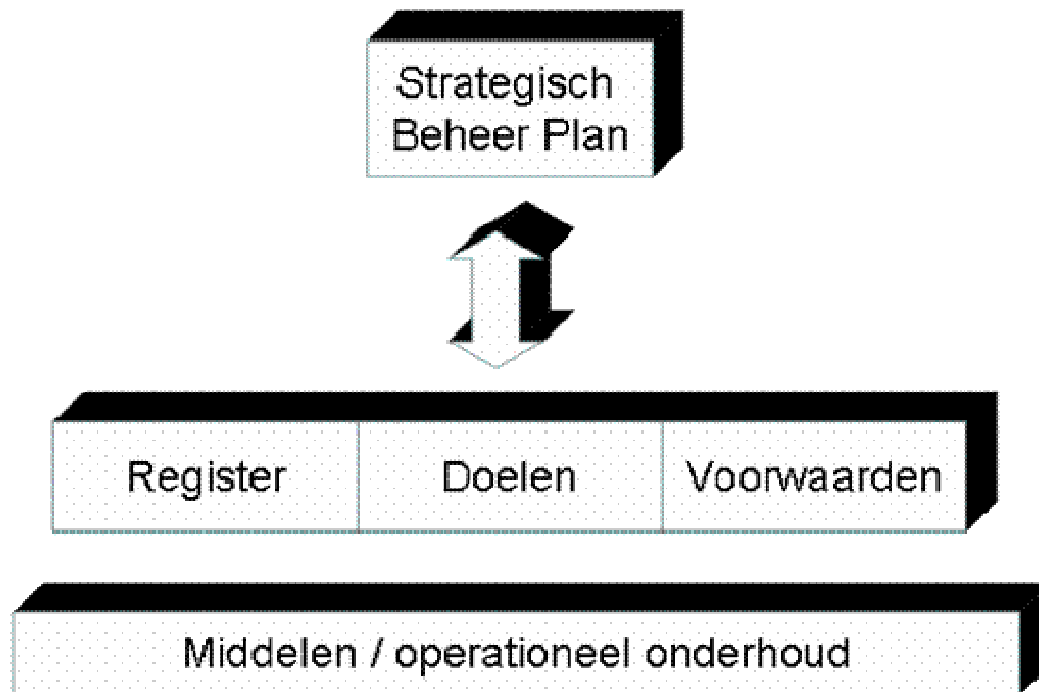 Strategisch
Beheer Plan
Register Doelen Voorwaarden
Middelen / operationeel onderhoud